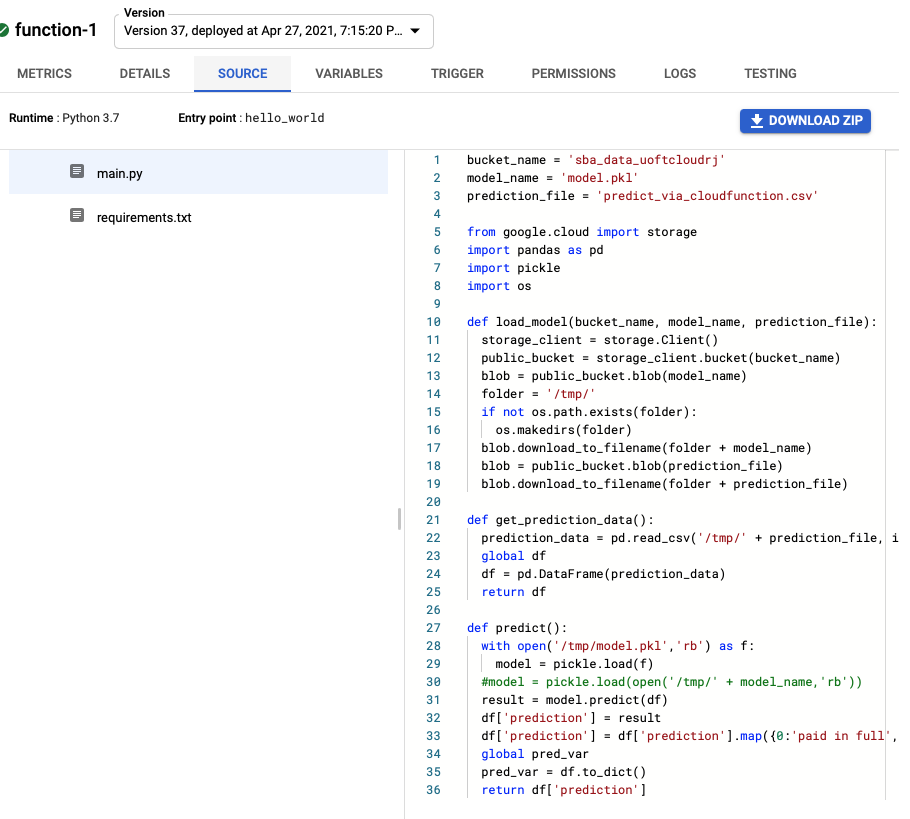 function-1
Version
Version 37, deployed at Apr 27, 2021, 7:15:20 P...
METRICS DETAILS SOURCE VARIABLES TRIGGER PERMISSIONS LOGS TESTING
Runtime : Python 3.7 Entry point : hello_world DOWNLOAD ZIP
main.py
requirements.txt
1 bucket_name = 'sba_data_uoftcloudrj'
2 model_name = 'model.pkl'
3 prediction_file = 'predict_via_cloudfunction.csv'
4
5 from google.cloud import storage
6 import pandas as pd
7 import pickle
8 import os
9
10 def load_model(bucket_name, model_name, prediction_file):
11   storage_client = storage.Client()
12   public_bucket = storage_client.bucket(bucket_name)
13   blob = public_bucket.blob(model_name)
14   folder = '/tmp/'
15   if not os.path.exists(folder):
16     os.makedirs(folder)
17   blob.download_to_filename(folder + model_name)
18   blob = public_bucket.blob(prediction_file)
19   blob.download_to_filename(folder + prediction_file)
20
21 def get_prediction_data():
22   prediction_data = pd.read_csv('/tmp/' + prediction_file, i
23   global df
24   df = pd.DataFrame(prediction_data)
25   return df
26
27 def predict():
28   with open('/tmp/model.pkl','rb') as f:
29     model = pickle.load(f)
30   #model = pickle.load(open('/tmp/' + model_name,'rb'))
31   result = model.predict(df)
32   df['prediction'] = result
33   df['prediction'] = df['prediction'].map({0:'paid in full',
34   global pred_var
35   pred_var = df.to_dict()
36   return df['prediction']